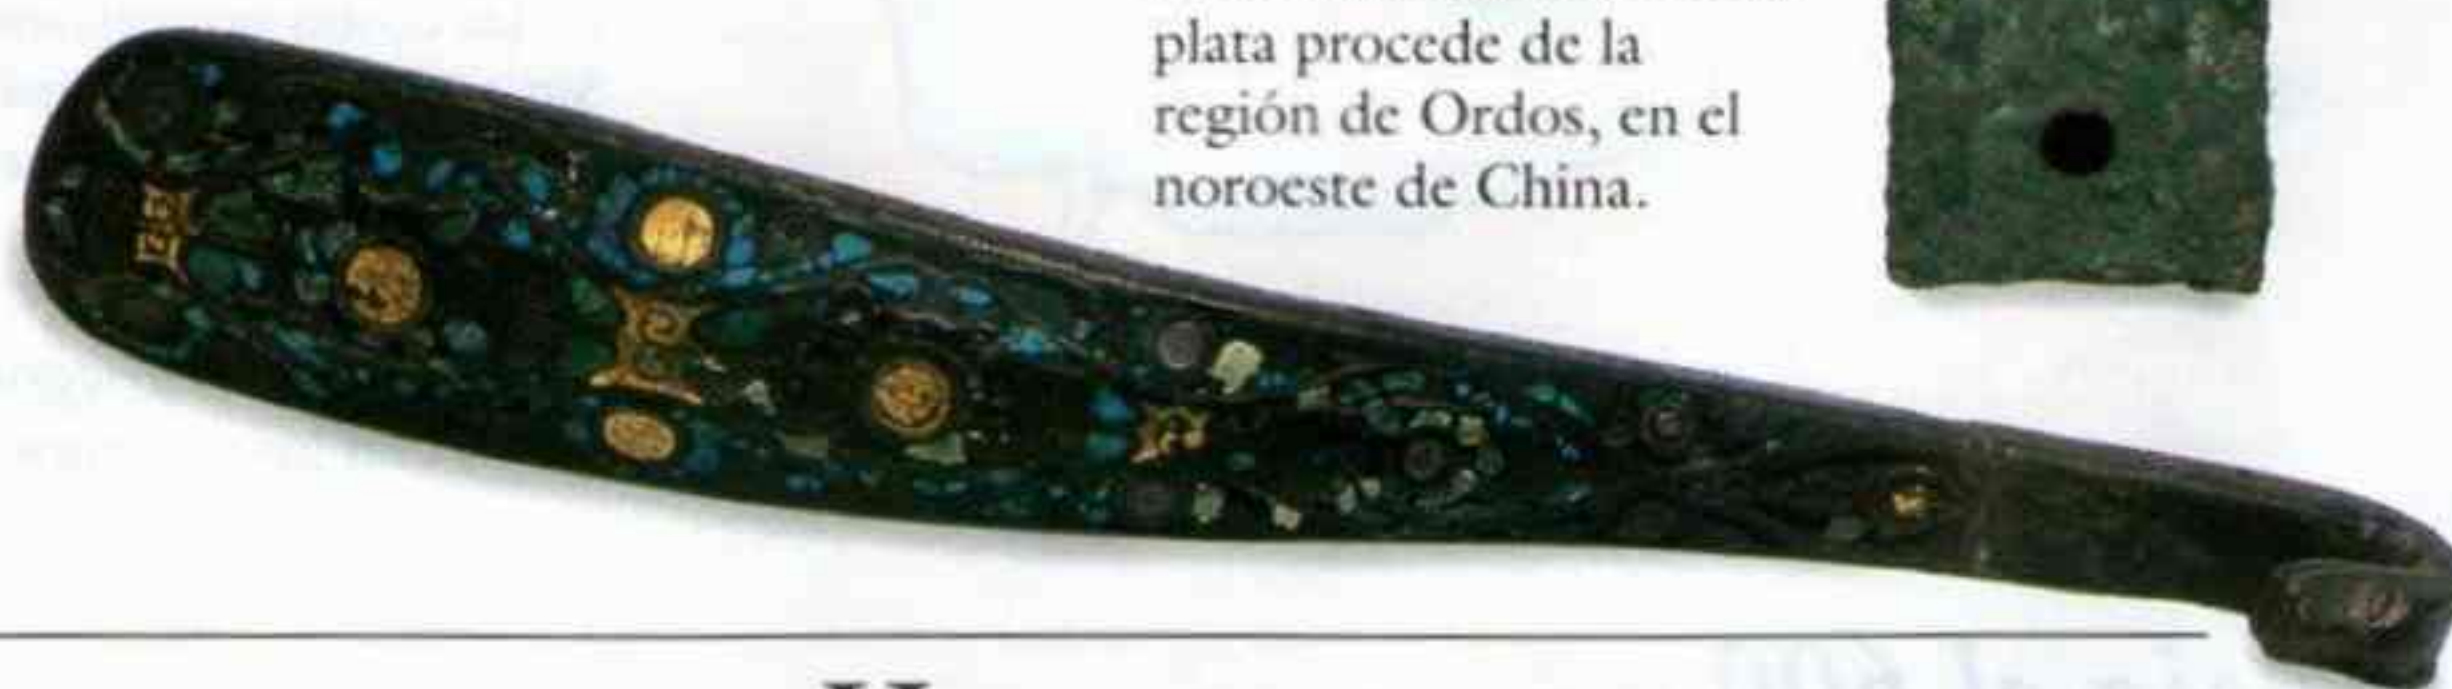 plata procede de la
región de Ordos, en el
noroeste de China.